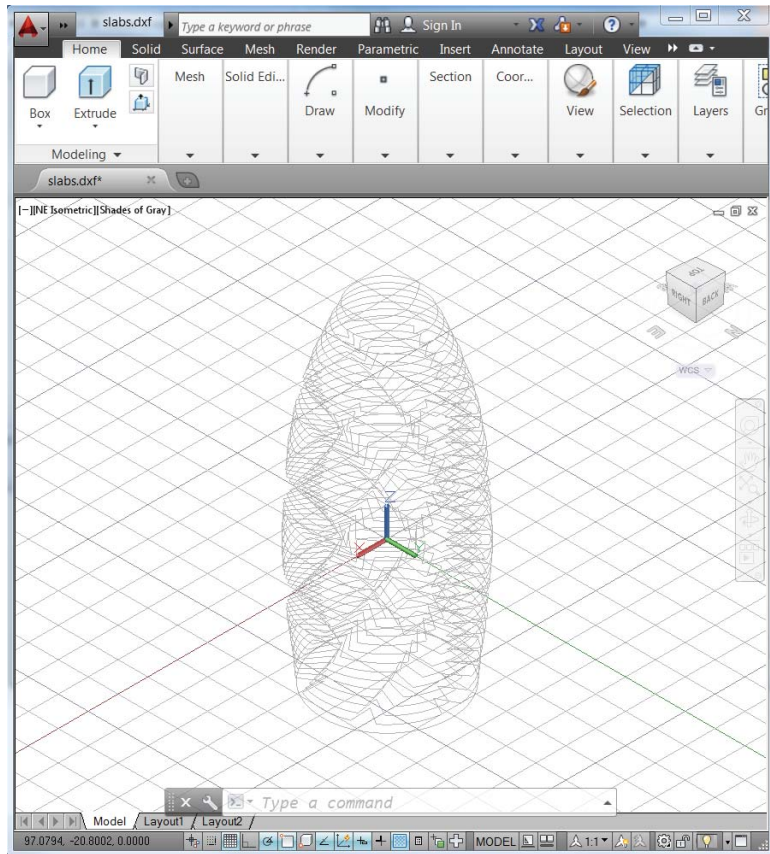 slabs.dxf Type a keyword or phrase Sign In
Home Solid Surface Mesh Render Parametric Insert Annotate Layout View
Box Extrude Mesh Solid Edi... Draw Modify Section Coor... View Selection Layers Gr
Modeling
slabs.dxf*
[−][NE Isometric][Shades of Gray]
TOP
RIGHT BACK
E N
WCS
Z
X Y
Type a command
Model Layout1 Layout2
97.0794, -20.8002, 0.0000 MODEL 1:1